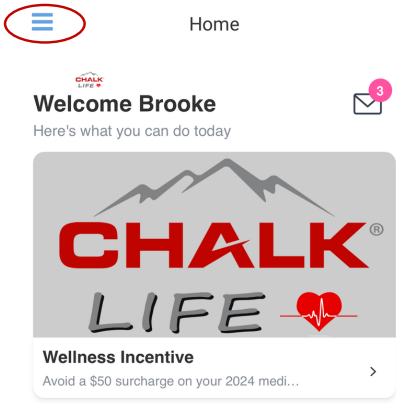 Home
CHALK
LIFE
Welcome Brooke
3
Here's what you can do today
CHALK®
LIFE
Wellness Incentive
Avoid a $50 surcharge on your 2024 medi...